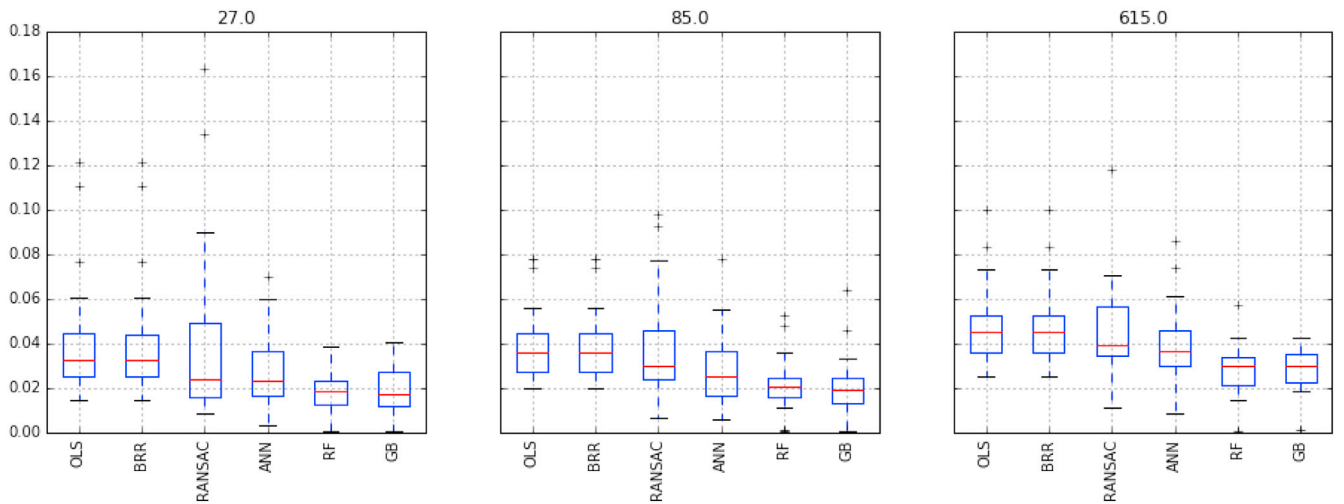 27.0
85.0
615.0
0.18
0.16
0.14
0.12
0.10
0.08
0.06
0.04
0.02
0.00
OLS
BRR
RANSAC
ANN
RF
GB
OLS
BRR
RANSAC
ANN
RF
GB
OLS
BRR
RANSAC
ANN
RF
GB